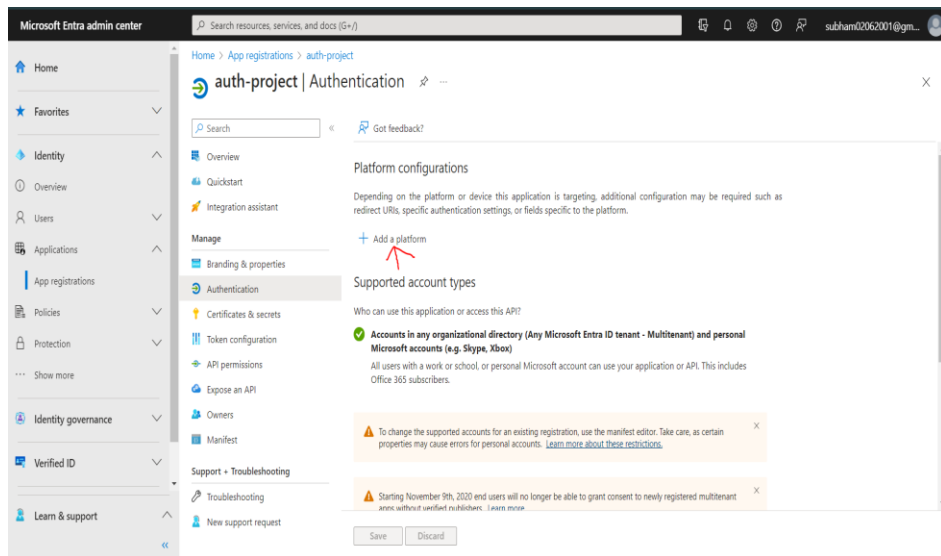 Microsoft Entra admin center
Search resources, services, and docs (G+/)
subham02062001@gm...
Home
Favorites
Identity
Overview
Users
Applications
App registrations
Policies
Protection
Show more
Identity governance
Verified ID
Learn & support
Home > App registrations > auth-project
auth-project | Authentication
Search
Overview
Quickstart
Integration assistant
Manage
Branding & properties
Authentication
Certificates & secrets
Token configuration
API permissions
Expose an API
Owners
Manifest
Support + Troubleshooting
Troubleshooting
New support request
Got feedback?
Platform configurations
Depending on the platform or device this application is targeting, additional configuration may be required such as
redirect URIs, specific authentication settings, or fields specific to the platform.
Add a platform
Supported account types
Who can use this application or access this API?
Accounts in any organizational directory (Any Microsoft Entra ID tenant - Multitenant) and personal
Microsoft accounts (e.g. Skype, Xbox)
All users with a work or school, or personal Microsoft account can use your application or API. This includes
Office 365 subscribers.
To change the supported accounts for an existing registration, use the manifest editor. Take care, as certain
properties may cause errors for personal accounts. Learn more about these restrictions.
Starting November 9th, 2020 end users will no longer be able to grant consent to newly registered multitenant
apps without verified publishers. Learn more
Save
Discard